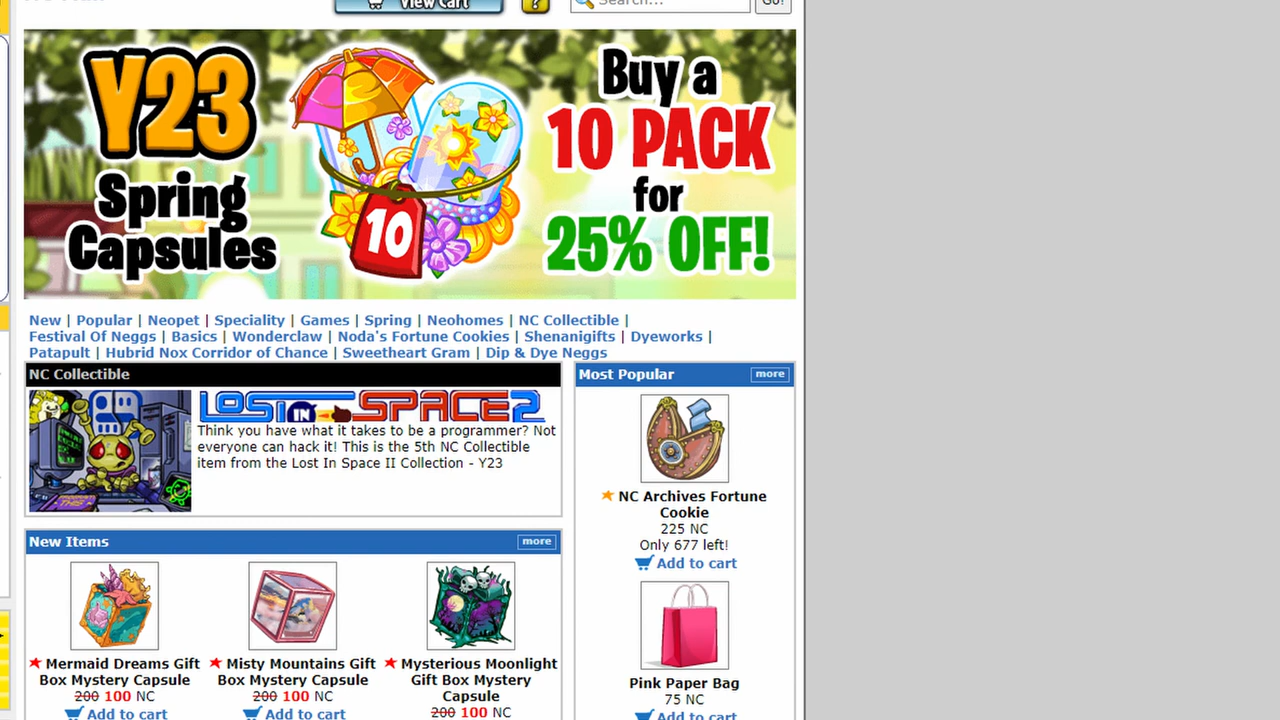 View Cart
?
Search...
Go!
Y23
Spring
Capsules
10
Buy a
10 PACK
for
25% OFF!
New | Popular | Neopet | Speciality | Games | Spring | Neohomes | NC Collectible |
Festival Of Neggs | Basics | Wonderclaw | Noda's Fortune Cookies | Shenanigifts | Dyeworks |
Patapult | Hubrid Nox Corridor of Chance | Sweetheart Gram | Dip & Dye Neggs
NC Collectible
LOST IN SPACE 2
Think you have what it takes to be a programmer? Not
everyone can hack it! This is the 5th NC Collectible
item from the Lost In Space II Collection - Y23
New Items
more
Mermaid Dreams Gift
Box Mystery Capsule
200 100 NC
Add to cart
Misty Mountains Gift
Box Mystery Capsule
200 100 NC
Add to cart
Mysterious Moonlight
Gift Box Mystery
Capsule
200 100 NC
Most Popular
more
NC Archives Fortune
Cookie
225 NC
Only 677 left!
Add to cart
Pink Paper Bag
75 NC
Add to cart